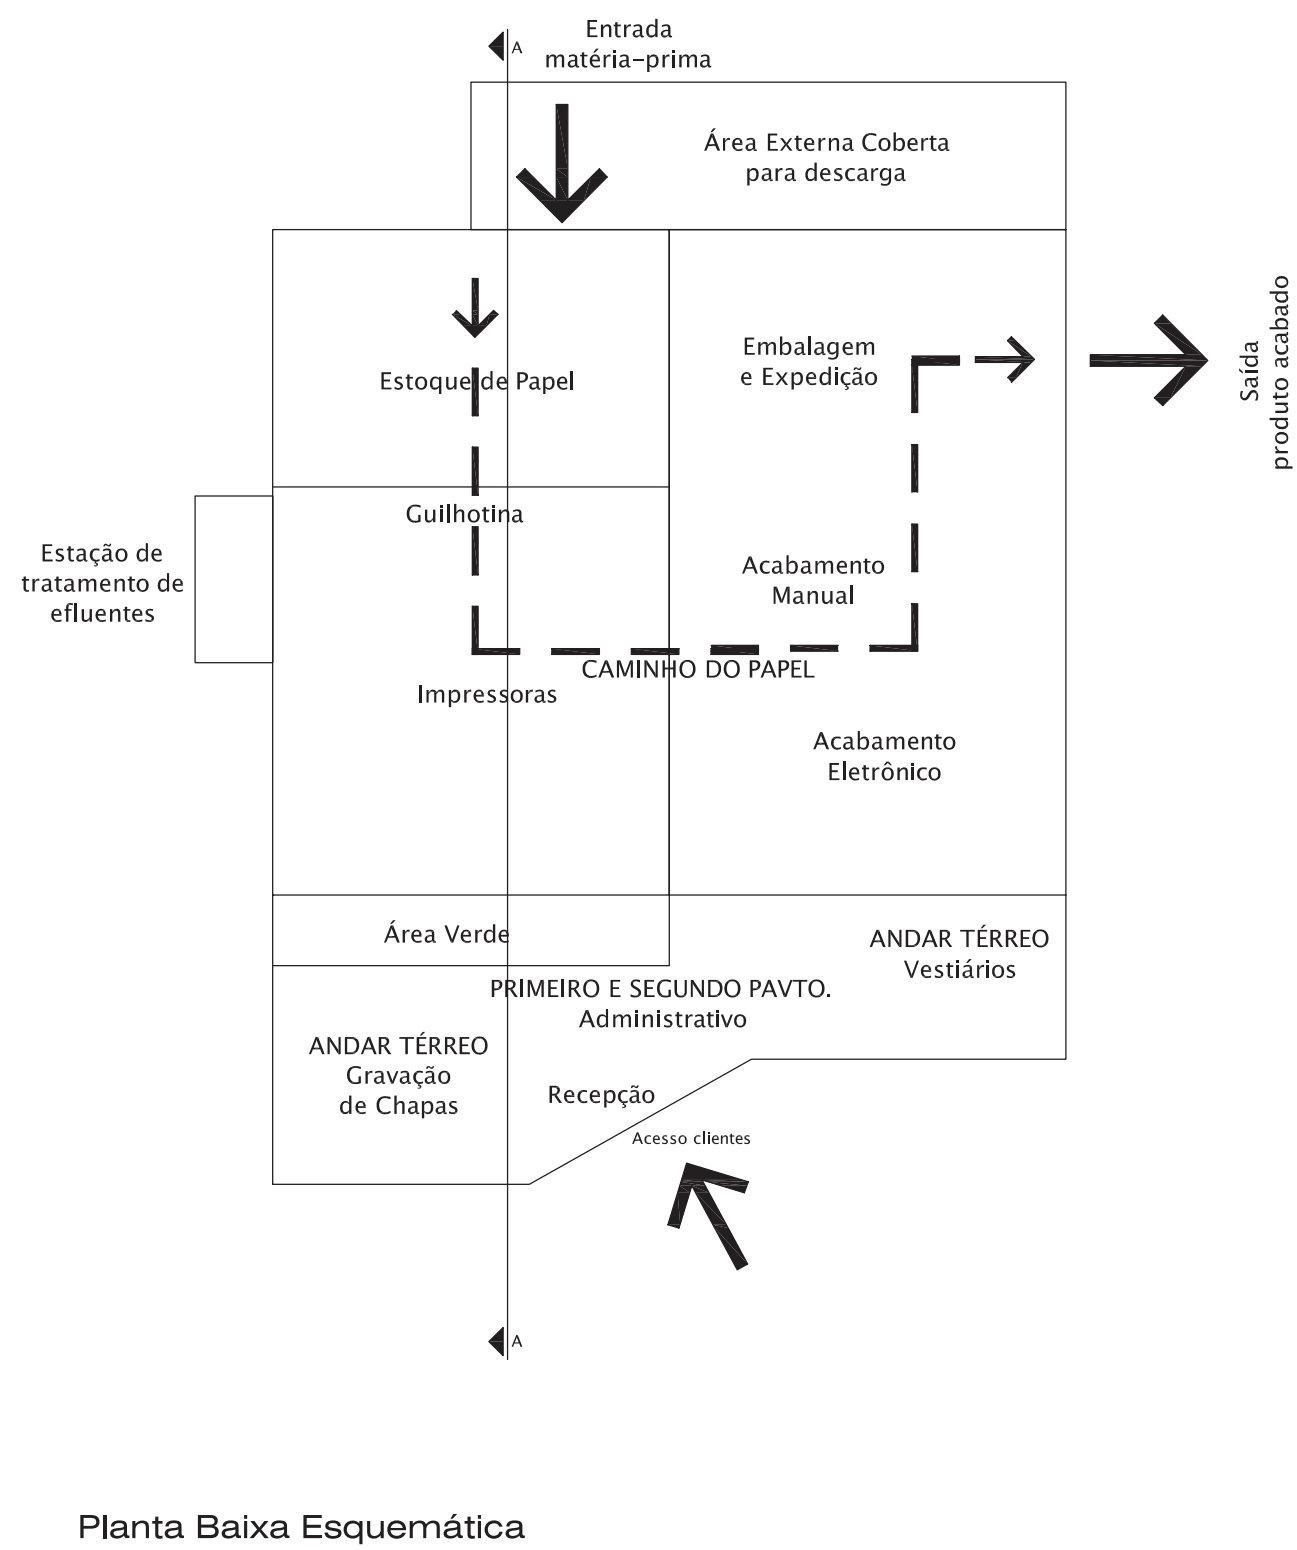 Entrada
matéria-prima
A
Área Externa Coberta
para descarga
Embalagem
e Expedição
Saída
produto acabado
Estoque de Papel
Guilhotina
Estação de
tratamento de
efluentes
Acabamento
Manual
CAMINHO DO PAPEL
Impressoras
Acabamento
Eletrônico
Área Verde
ANDAR TÉRREO
Vestiários
PRIMEIRO E SEGUNDO PAVTO.
Administrativo
ANDAR TÉRREO
Gravação
de Chapas
Recepção
Acesso clientes
A
Planta Baixa Esquemática